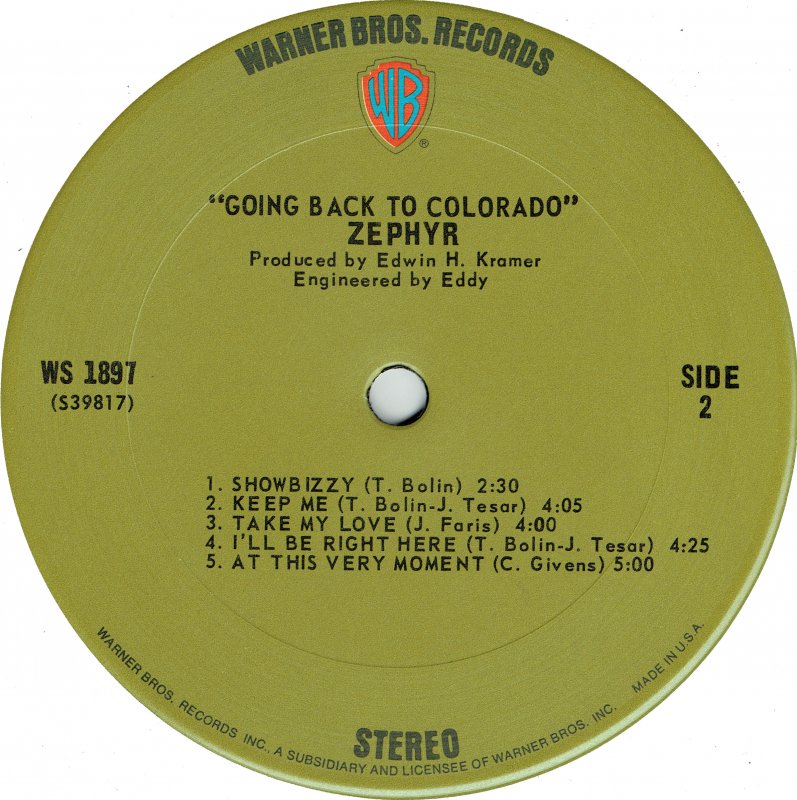 WARNER BROS. RECORDS
WB
®
"GOING BACK TO COLORADO"
ZEPHYR
Produced by Edwin H. Kramer
Engineered by Eddy
WS 1897
(S39817)
SIDE
2
1. SHOWBIZZY (T. Bolin) 2:30
2. KEEP ME (T. Bolin-J. Tesar) 4:05
3. TAKE MY LOVE (J. Faris) 4:00
4. I'LL BE RIGHT HERE (T. Bolin-J. Tesar) 4:25
5. AT THIS VERY MOMENT (C. Givens) 5:00
STEREO
WARNER BROS. RECORDS INC., A SUBSIDIARY AND LICENSEE OF WARNER BROS. INC. MADE IN U.S.A.